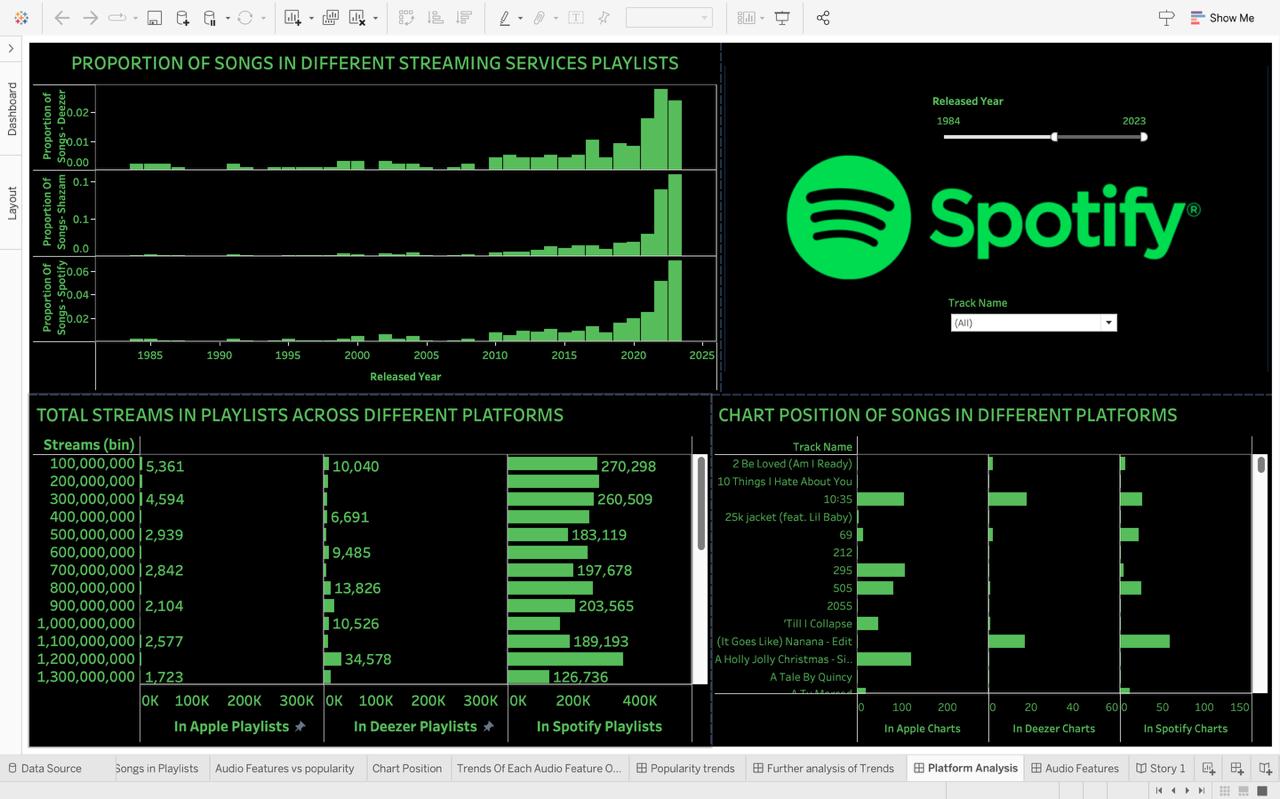 Show Me
Dashboard
Layout
PROPORTION OF SONGS IN DIFFERENT STREAMING SERVICES PLAYLISTS
Proportion of
Songs - Deezer
0.02
0.01
0.00
Proportion Of
Songs- Shazam
0.1
0.1
0.0
Proportion Of
Songs - Spotify
0.06
0.04
0.02
1985 1990 1995 2000 2005 2010 2015 2020 2025
Released Year
Released Year
1984 2023
Spotify®
Track Name
(All)
TOTAL STREAMS IN PLAYLISTS ACROSS DIFFERENT PLATFORMS
Streams (bin)
100,000,000 5,361 10,040 270,298
200,000,000
300,000,000 4,594 260,509
400,000,000 6,691
500,000,000 2,939 183,119
600,000,000 9,485
700,000,000 2,842 197,678
800,000,000 13,826
900,000,000 2,104 203,565
1,000,000,000 10,526
1,100,000,000 2,577 189,193
1,200,000,000 34,578
1,300,000,000 1,723 126,736
0K 100K 200K 300K 0K 100K 200K 300K 0K 200K 400K
In Apple Playlists In Deezer Playlists In Spotify Playlists
CHART POSITION OF SONGS IN DIFFERENT PLATFORMS
Track Name
2 Be Loved (Am I Ready)
10 Things I Hate About You
10:35
25k jacket (feat. Lil Baby)
69
212
295
505
2055
'Till I Collapse
(It Goes Like) Nanana - Edit
A Holly Jolly Christmas - Si..
A Tale By Quincy
0 100 200 0 20 40 60 0 50 100 150
In Apple Charts In Deezer Charts In Spotify Charts
Data Source Songs in Playlists Audio Features vs popularity Chart Position Trends Of Each Audio Feature O... Popularity trends Further analysis of Trends Platform Analysis Audio Features Story 1